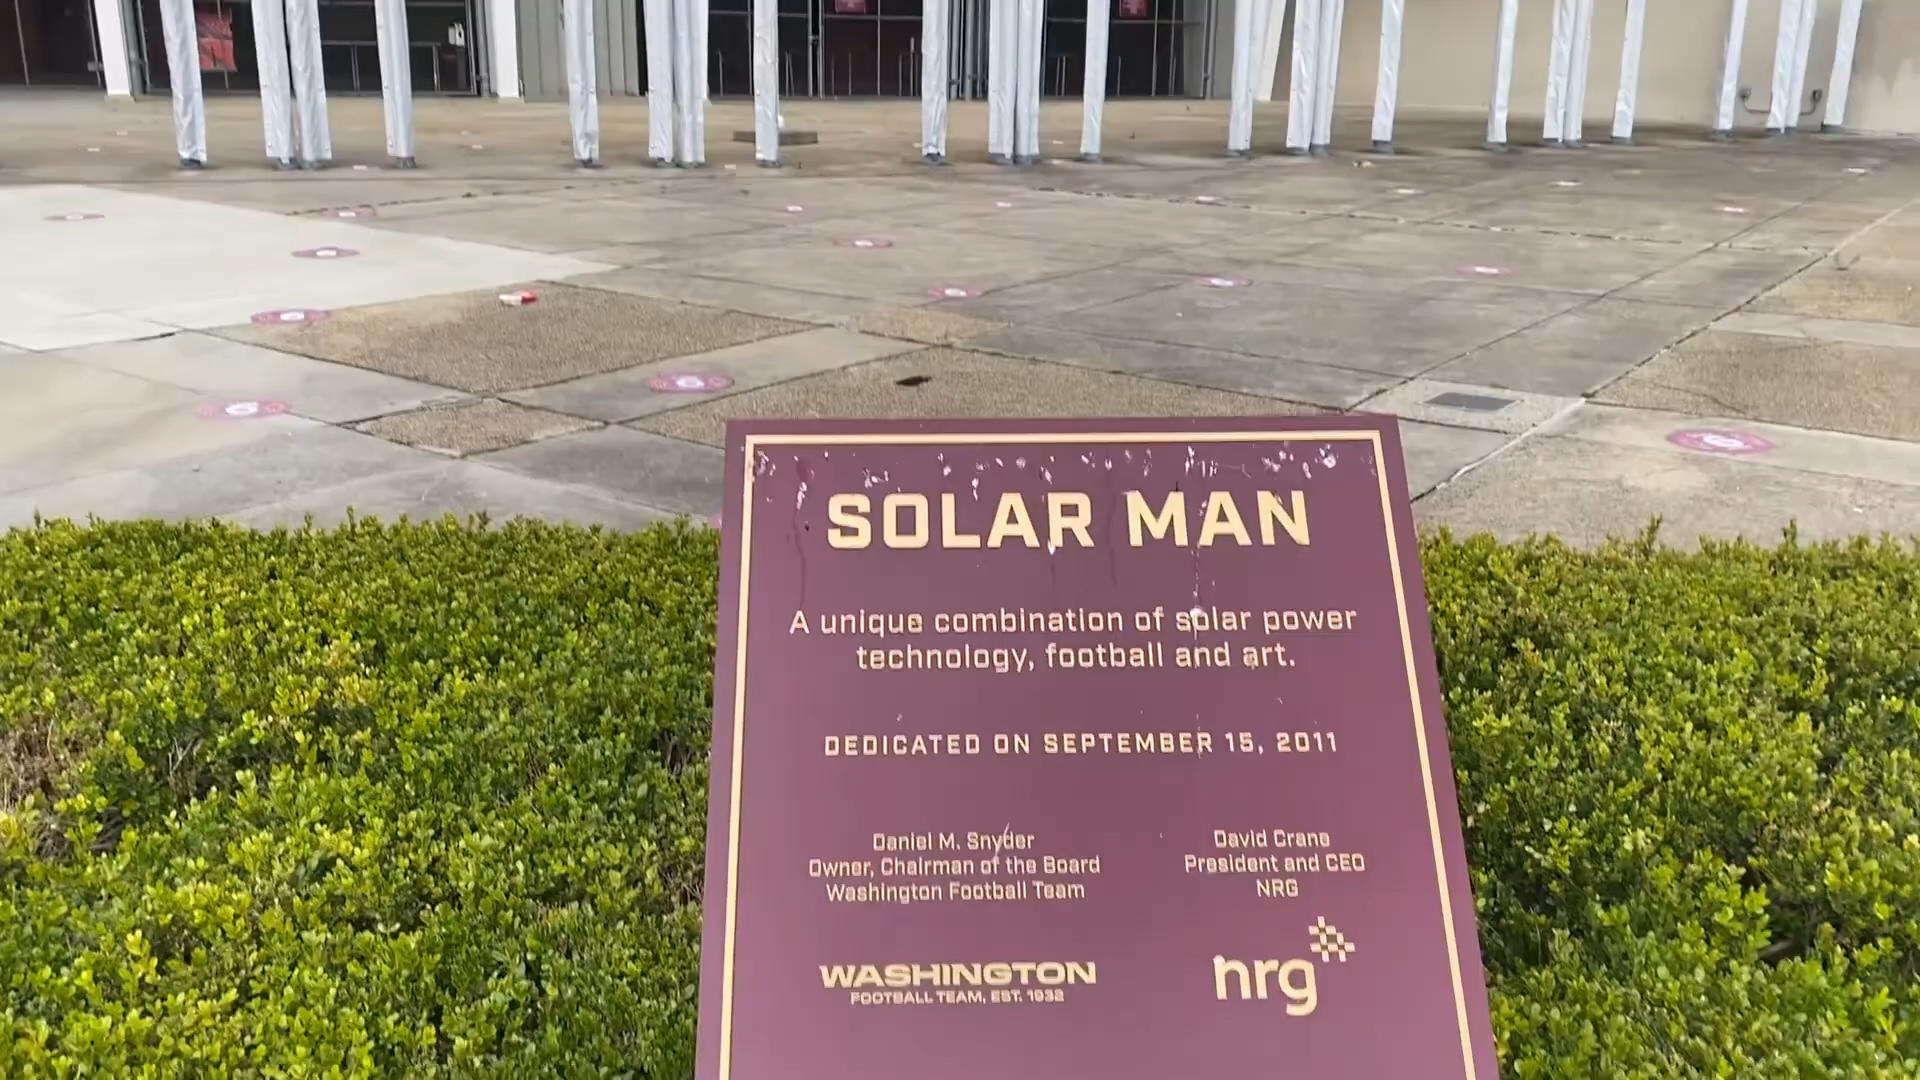 SOLAR MAN
A unique combination of solar power
technology, football and art.
DEDICATED ON SEPTEMBER 15, 2011
Daniel M. Snyder
Owner, Chairman of the Board
Washington Football Team
David Crane
President and CEO
NRG
WASHINGTON
FOOTBALL TEAM, EST. 1932
nrg